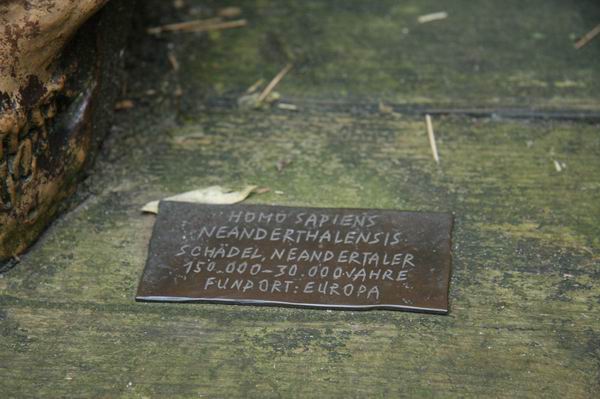 HOMO SAPIENS
NEANDERTHALENSIS
SCHÄDEL, NEANDERTALER
150.000-30.000 JAHRE
FUNDORT: EUROPA